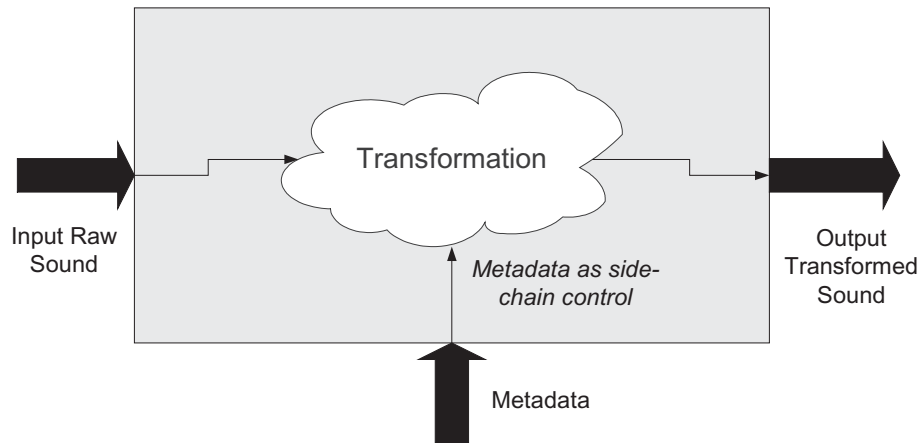 Transformation
Input Raw
Sound
Metadata as side-
chain control
Output
Transformed
Sound
Metadata